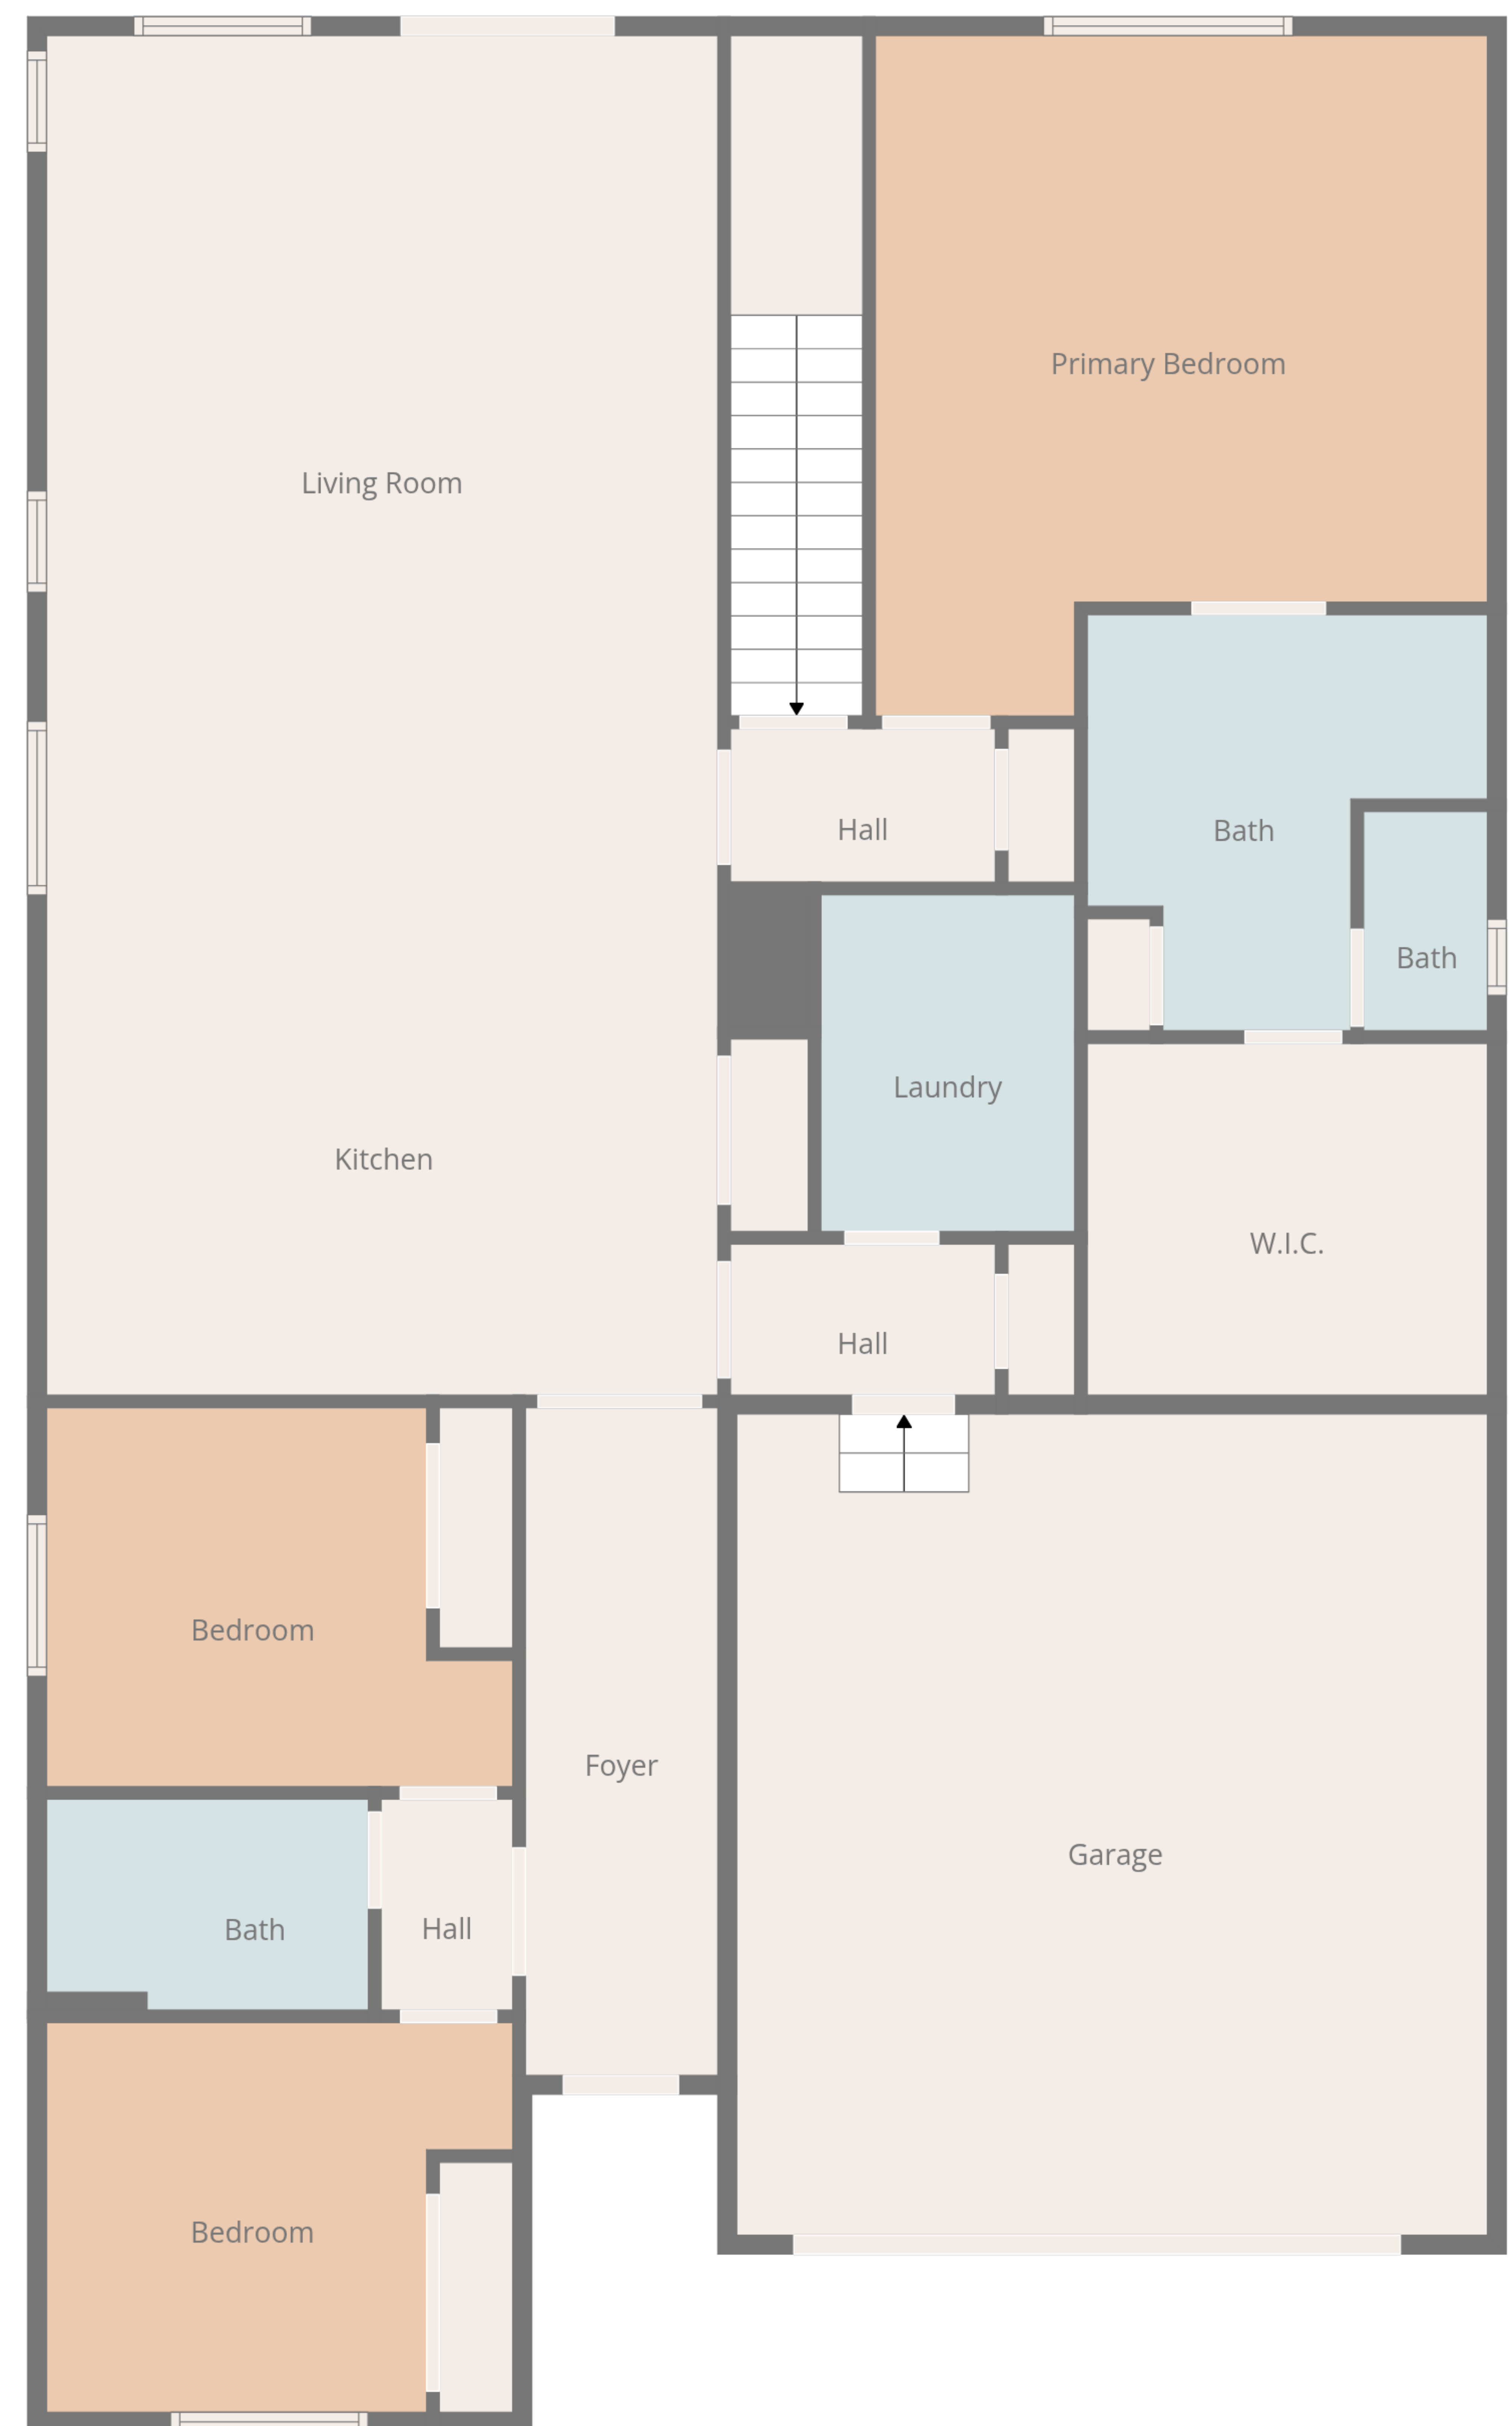 Primary Bedroom
Living Room
Hall
Bath
Bath
Laundry
Kitchen
W.I.C.
Hall
Bedroom
Foyer
Garage
Bath
Hall
Bedroom